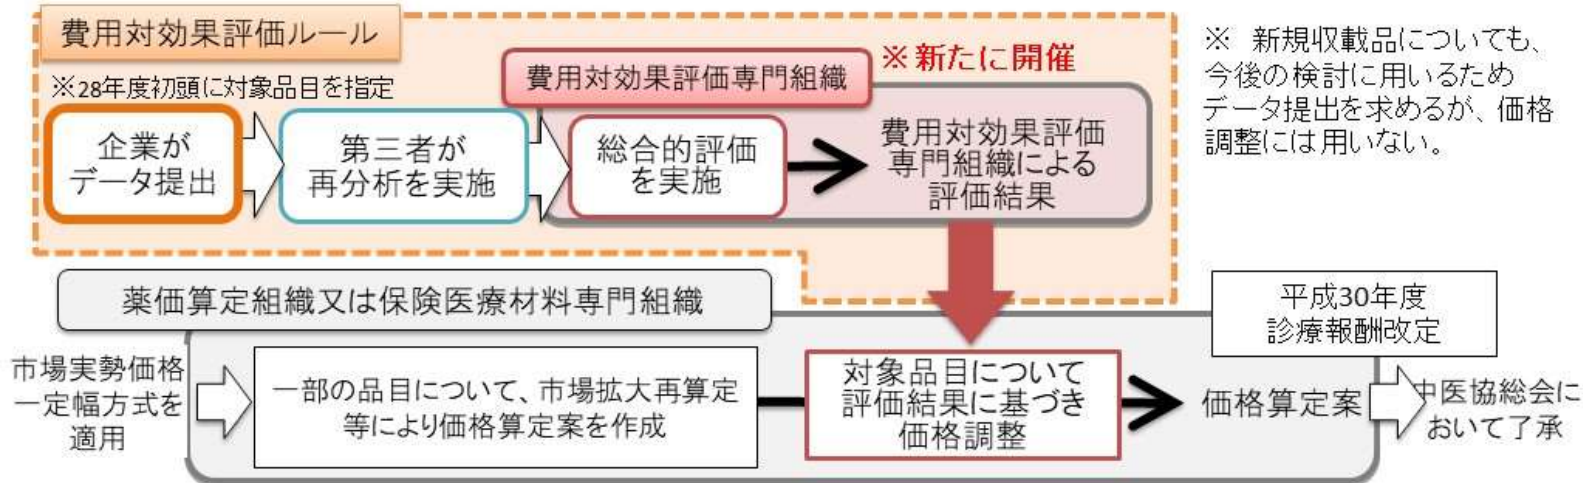 費用対効果評価ルール
※28年度初頭に対象品目を指定
企業が
データ提出
第三者が
再分析を実施
費用対効果評価専門組織
※新たに開催
総合的評価
を実施
費用対効果評価
専門組織による
評価結果
※ 新規収載品についても、
今後の検討に用いるため
データ提出を求めるが、価格
調整には用いない。
薬価算定組織又は保険医療材料専門組織
平成30年度
診療報酬改定
市場実勢価格
一定幅方式を
適用
一部の品目について、市場拡大再算定
等により価格算定案を作成
対象品目について
評価結果に基づき
価格調整
価格算定案
中医協総会に
おいて了承